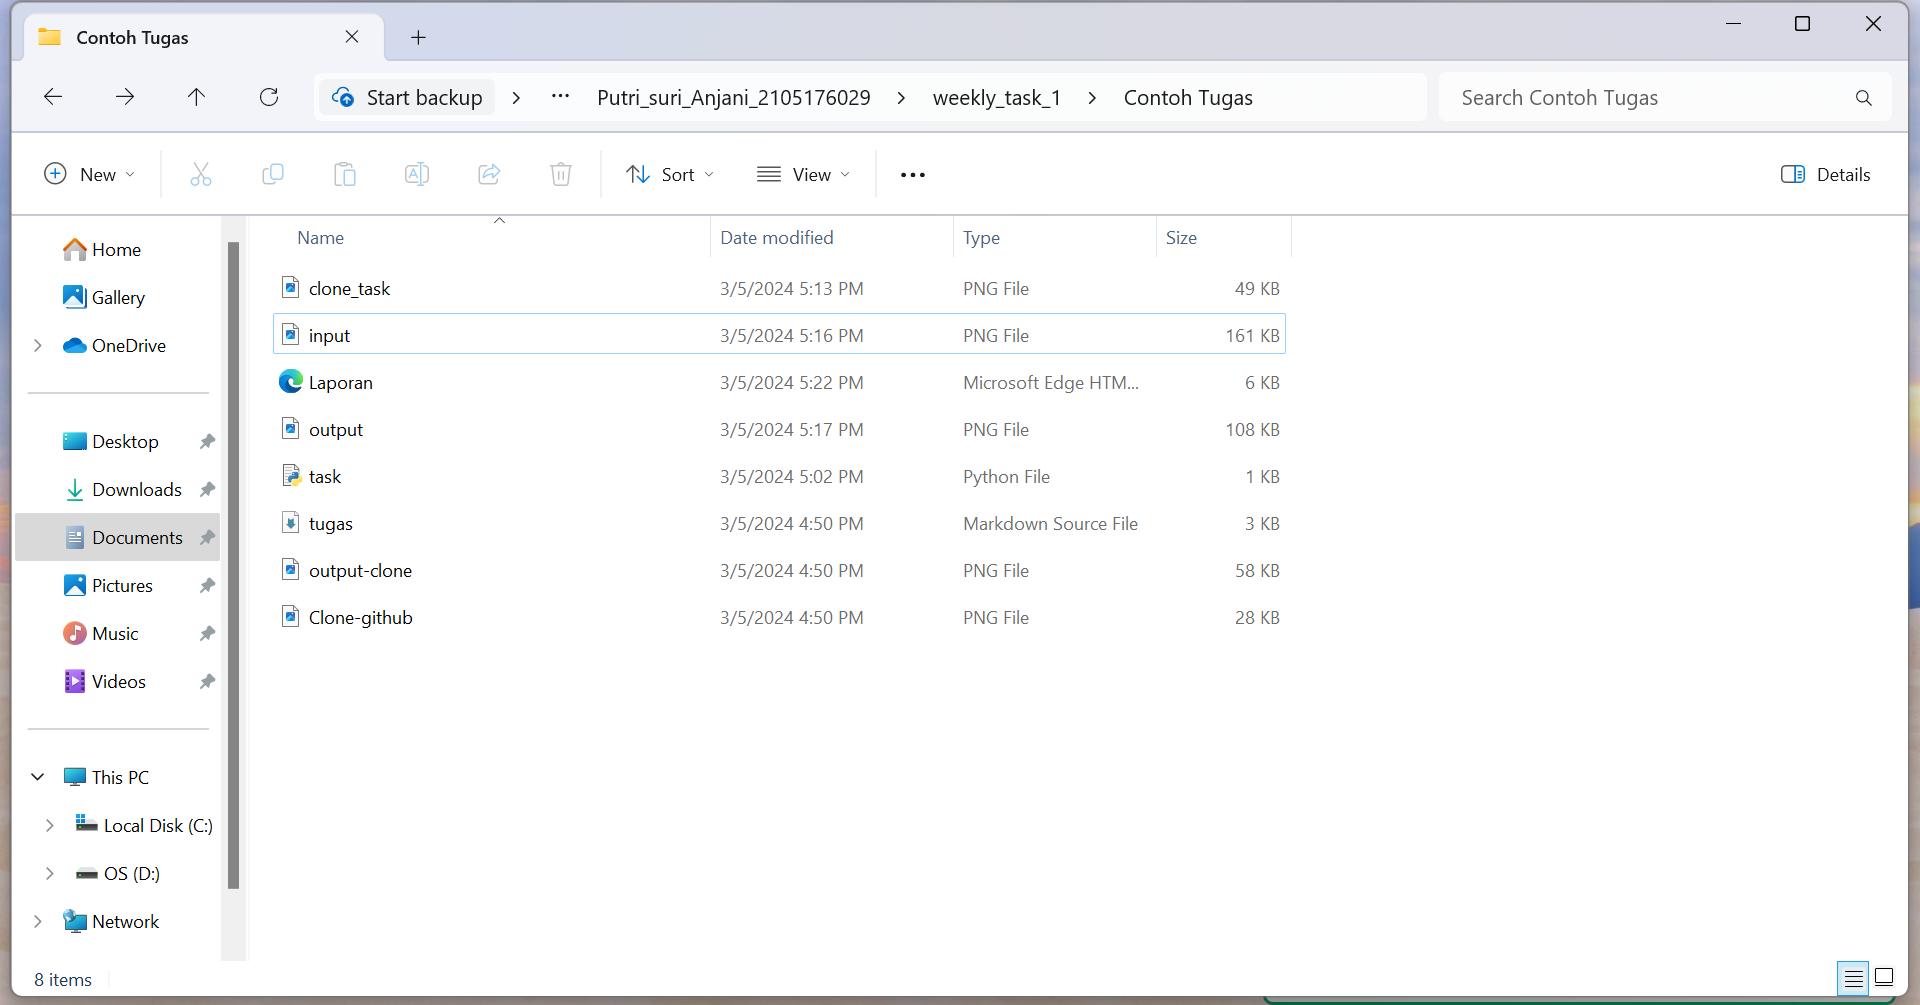 Contoh Tugas
Start backup
Putri_suri_Anjani_2105176029
weekly_task_1
Contoh Tugas
Search Contoh Tugas
New
Sort
View
Details
Home
Gallery
OneDrive
Desktop
Downloads
Documents
Pictures
Music
Videos
This PC
Local Disk (C:)
OS (D:)
Network
Name Date modified Type Size
clone_task 3/5/2024 5:13 PM PNG File 49 KB
input 3/5/2024 5:16 PM PNG File 161 KB
Laporan 3/5/2024 5:22 PM Microsoft Edge HTM... 6 KB
output 3/5/2024 5:17 PM PNG File 108 KB
task 3/5/2024 5:02 PM Python File 1 KB
tugas 3/5/2024 4:50 PM Markdown Source File 3 KB
output-clone 3/5/2024 4:50 PM PNG File 58 KB
Clone-github 3/5/2024 4:50 PM PNG File 28 KB
8 items